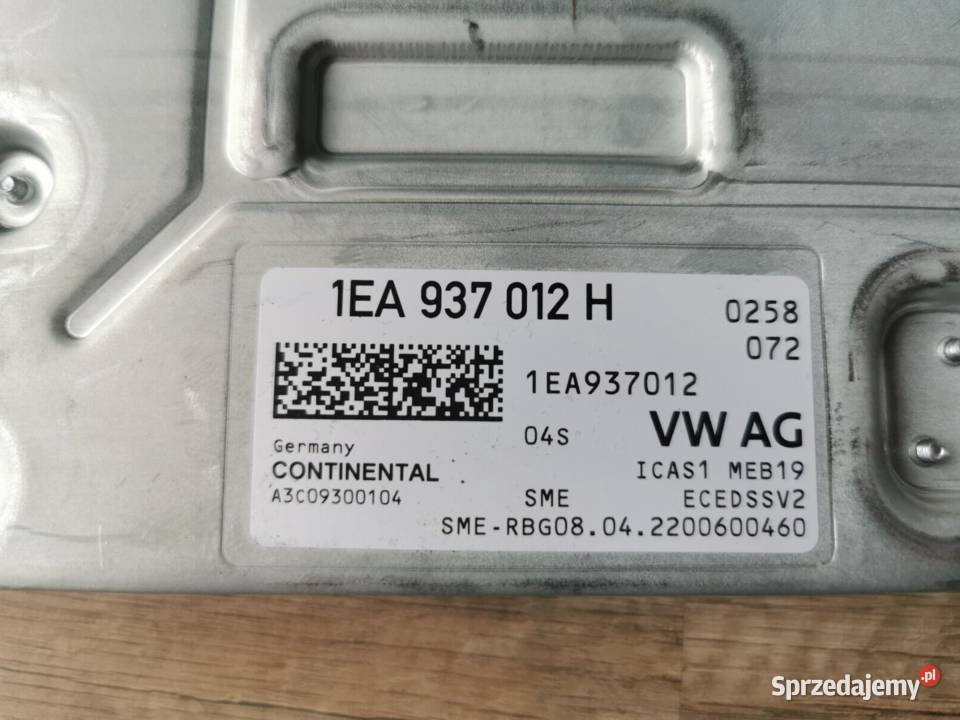 1EA 937 012 H
0258
072
1EA937012
04S
VW AG
Germany
CONTINENTAL
A3C09300104
ICAS1 MEB19
SME
ECEDSSV2
SME-RBG08.04.2200600460
Sprzedajemy.pl